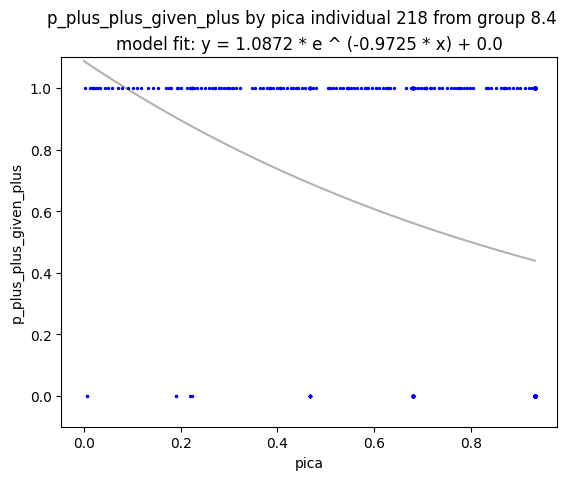 p_plus_plus_given_plus by pica individual 218 from group 8.4
model fit: y = 1.0872 * e ^ (-0.9725 * x) + 0.0
1.0
0.8
0.6
0.4
0.2
0.0
p_plus_plus_given_plus
0.0 0.2 0.4 0.6 0.8
pica